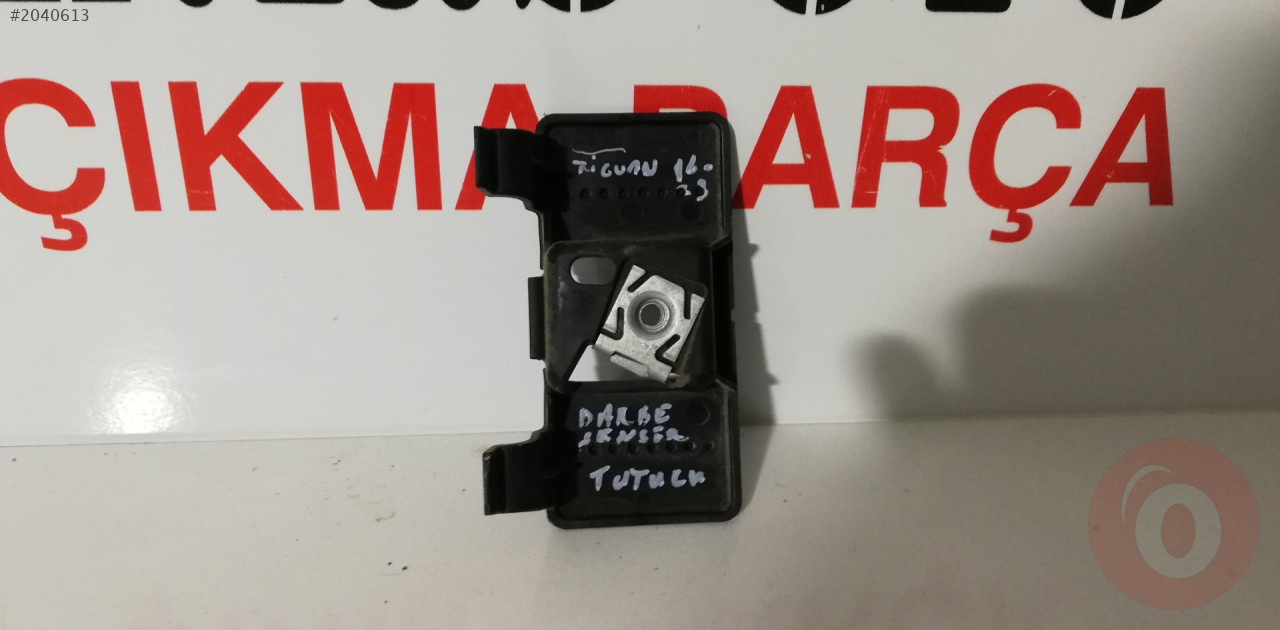 #2040613
ÇIKMA PARÇA
TiGUAN 16-
23
DARBE
SENSÖR
TUTUCU